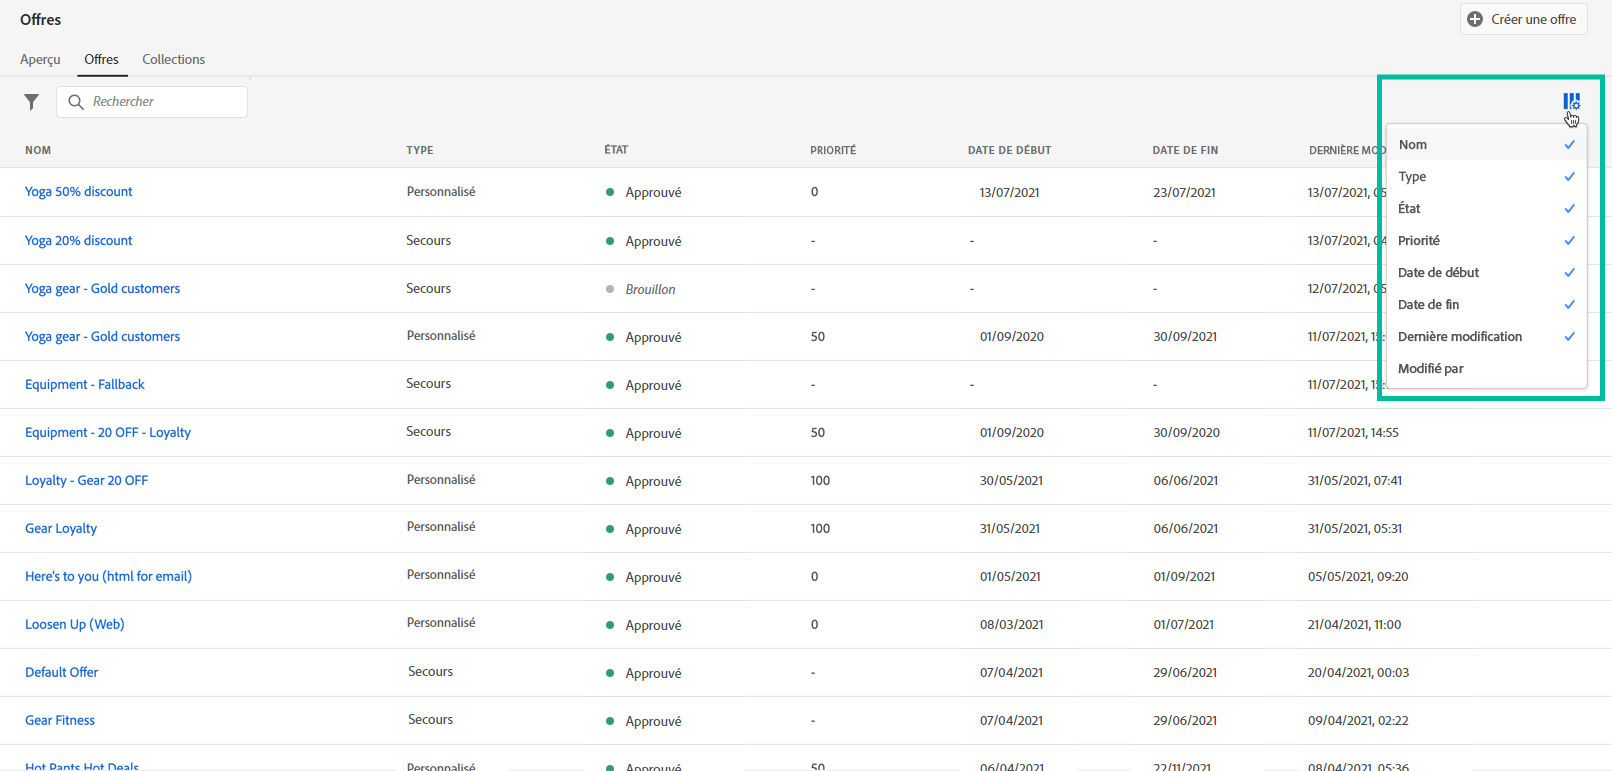 Offres
Créer une offre
Aperçu Offres Collections
Rechercher
NOM TYPE ÉTAT PRIORITÉ DATE DE DÉBUT DATE DE FIN DERNIÈRE MOD
Yoga 50% discount Personnalisé Approuvé 0 13/07/2021 23/07/2021 13/07/2021,
Yoga 20% discount Secours Approuvé - - - 13/07/2021,
Yoga gear - Gold customers Secours Brouillon - - - 12/07/2021,
Yoga gear - Gold customers Personnalisé Approuvé 50 01/09/2020 30/09/2021 11/07/2021,
Equipment - Fallback Secours Approuvé - - - 11/07/2021,
Equipment - 20 OFF - Loyalty Secours Approuvé 50 01/09/2020 30/09/2020 11/07/2021, 14:55
Loyalty - Gear 20 OFF Personnalisé Approuvé 100 30/05/2021 06/06/2021 31/05/2021, 07:41
Gear Loyalty Personnalisé Approuvé 100 31/05/2021 06/06/2021 31/05/2021, 05:31
Here's to you (html for email) Personnalisé Approuvé 0 01/05/2021 01/09/2021 05/05/2021, 09:20
Loosen Up (Web) Personnalisé Approuvé 0 08/03/2021 01/07/2021 21/04/2021, 11:00
Default Offer Secours Approuvé - 07/04/2021 29/06/2021 20/04/2021, 00:03
Gear Fitness Secours Approuvé - 07/04/2021 29/06/2021 09/04/2021, 02:22
Hot Pants Hot Deals Personnalisé Approuvé 50 06/04/2021 22/11/2021 08/04/2021, 05:36
Nom
Type
État
Priorité
Date de début
Date de fin
Dernière modification
Modifié par